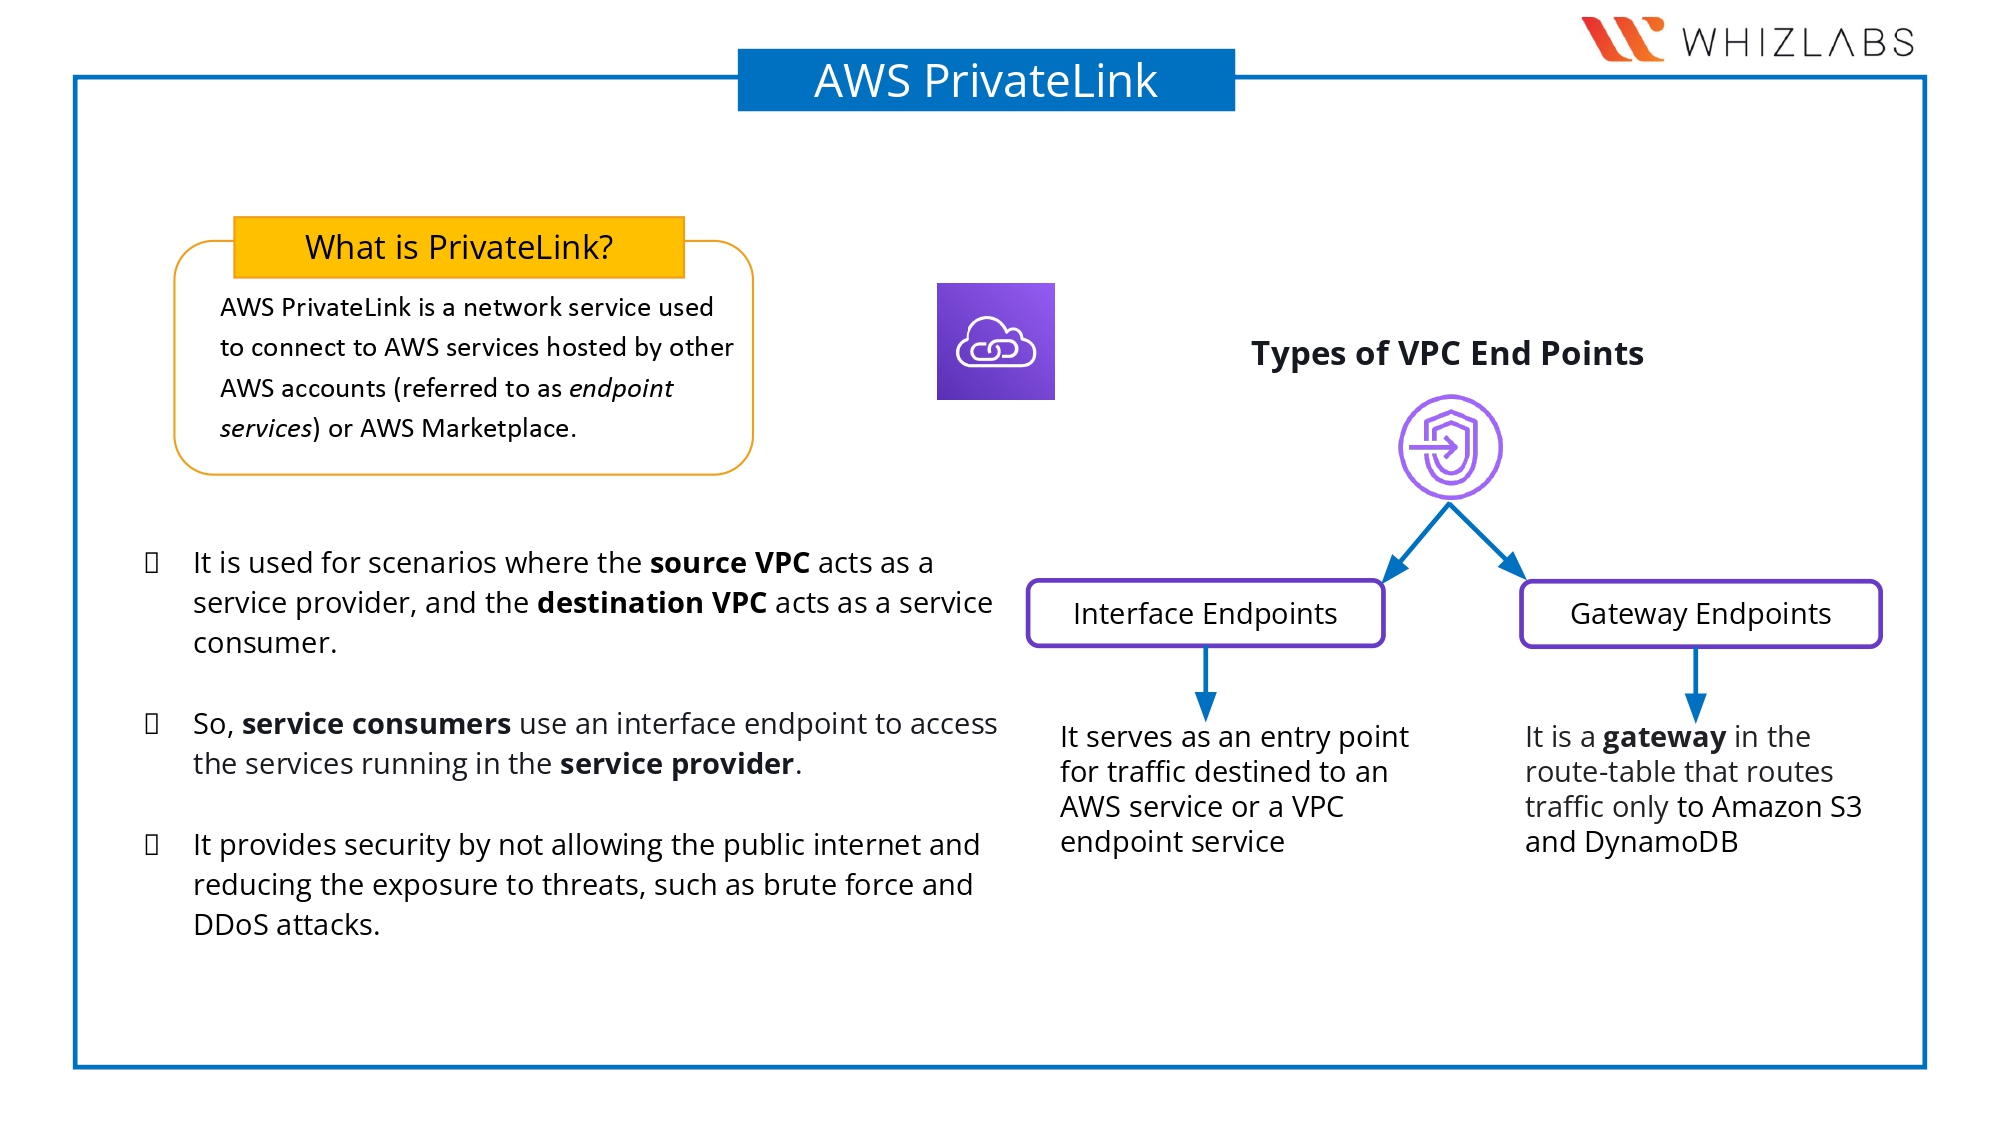 WHIZLABS
AWS PrivateLink
What is PrivateLink?
AWS PrivateLink is a network service used
to connect to AWS services hosted by other
AWS accounts (referred to as endpoint
services) or AWS Marketplace.
It is used for scenarios where the source VPC acts as a
service provider, and the destination VPC acts as a service
consumer.
So, service consumers use an interface endpoint to access
the services running in the service provider.
It provides security by not allowing the public internet and
reducing the exposure to threats, such as brute force and
DDoS attacks.
Types of VPC End Points
Interface Endpoints
It serves as an entry point
for traffic destined to an
AWS service or a VPC
endpoint service
Gateway Endpoints
It is a gateway in the
route-table that routes
traffic only to Amazon S3
and DynamoDB